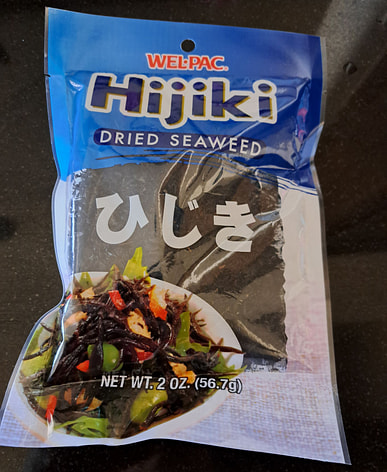 WEL-PAC®
Hijiki
DRIED SEAWEED
ひじき
NET WT. 2 OZ. (56.7g)